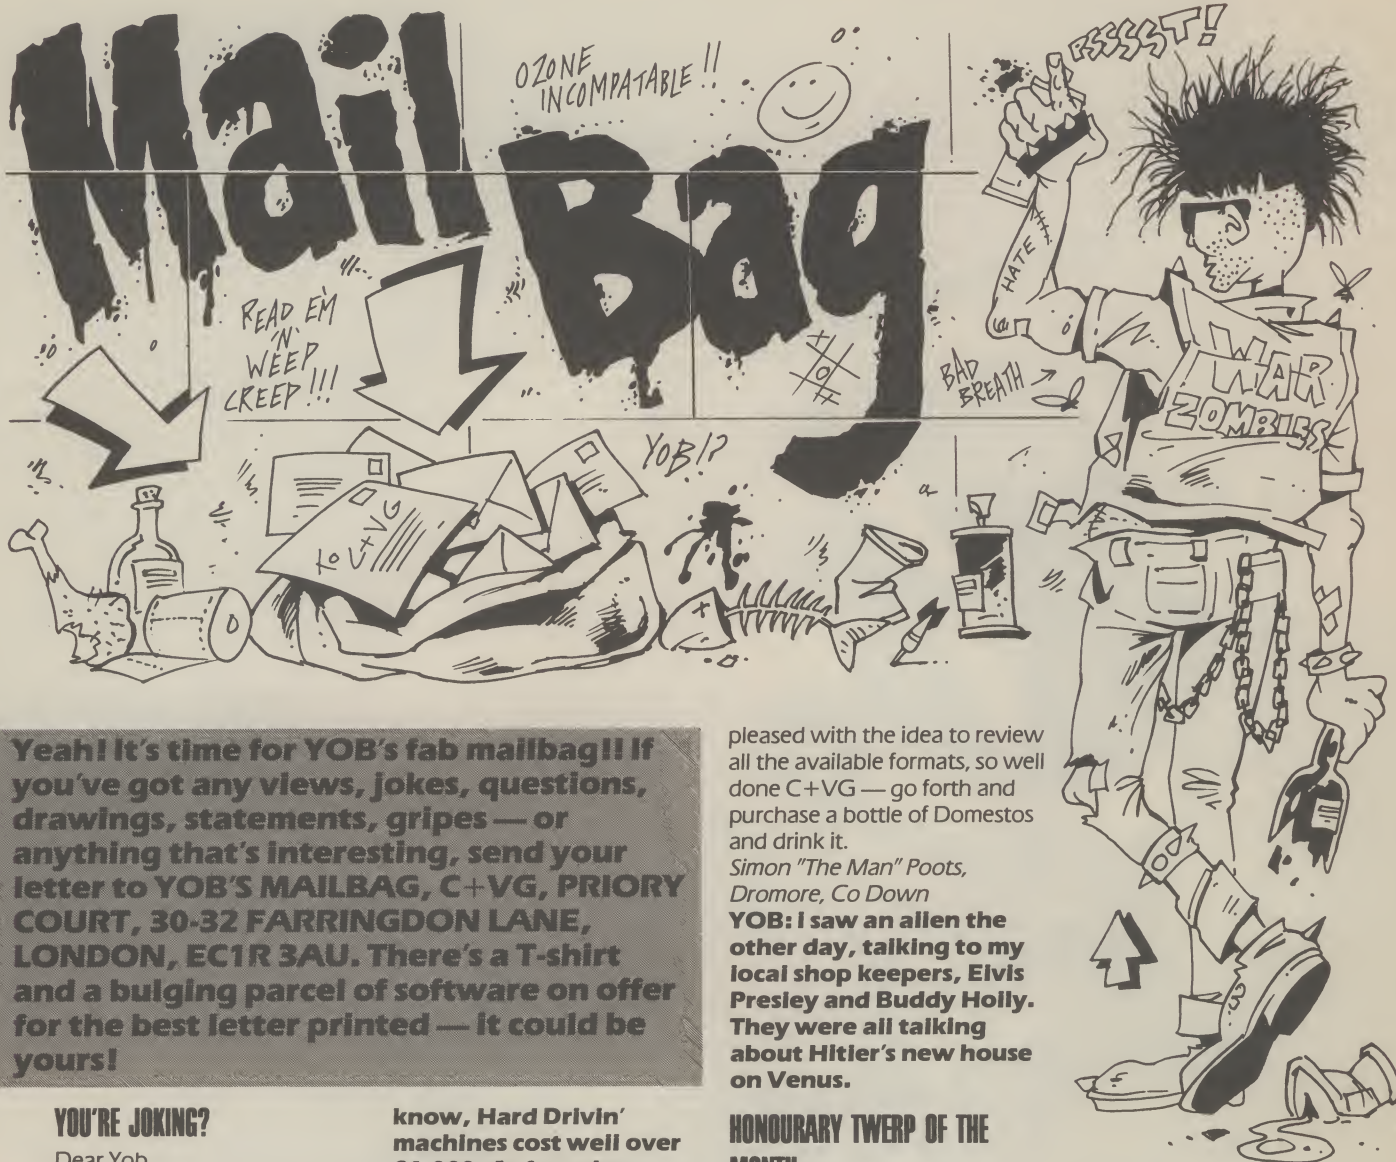 Mail Bag
OZONE
INCOMPATABLE !!
PSSSST!
HATE
READ EM
'N'
WEEP
CREEP!!!
BAD
BREATH
WAR
ZOMBIES
YOB!?
to C+VG
Yeah! It's time for YOB's fab mailbag!! If
you've got any views, jokes, questions,
drawings, statements, gripes — or
anything that's interesting, send your
letter to YOB'S MAILBAG, C+VG, PRIORY
COURT, 30-32 FARRINGDON LANE,
LONDON, EC1R 3AU. There's a T-shirt
and a bulging parcel of software on offer
for the best letter printed — it could be
yours!
YOU'RE JOKING?
Dear Yob
know, Hard Drivin'
machines cost well over
pleased with the idea to review
all the available formats, so well
done C+VG — go forth and
purchase a bottle of Domestos
and drink it.
Simon "The Man" Poots,
Dromore, Co Down
YOB: I saw an alien the
other day, talking to my
local shop keepers, Elvis
Presley and Buddy Holly.
They were all talking
about Hitler's new house
on Venus.
HONOURARY TWERP OF THE
MONTH